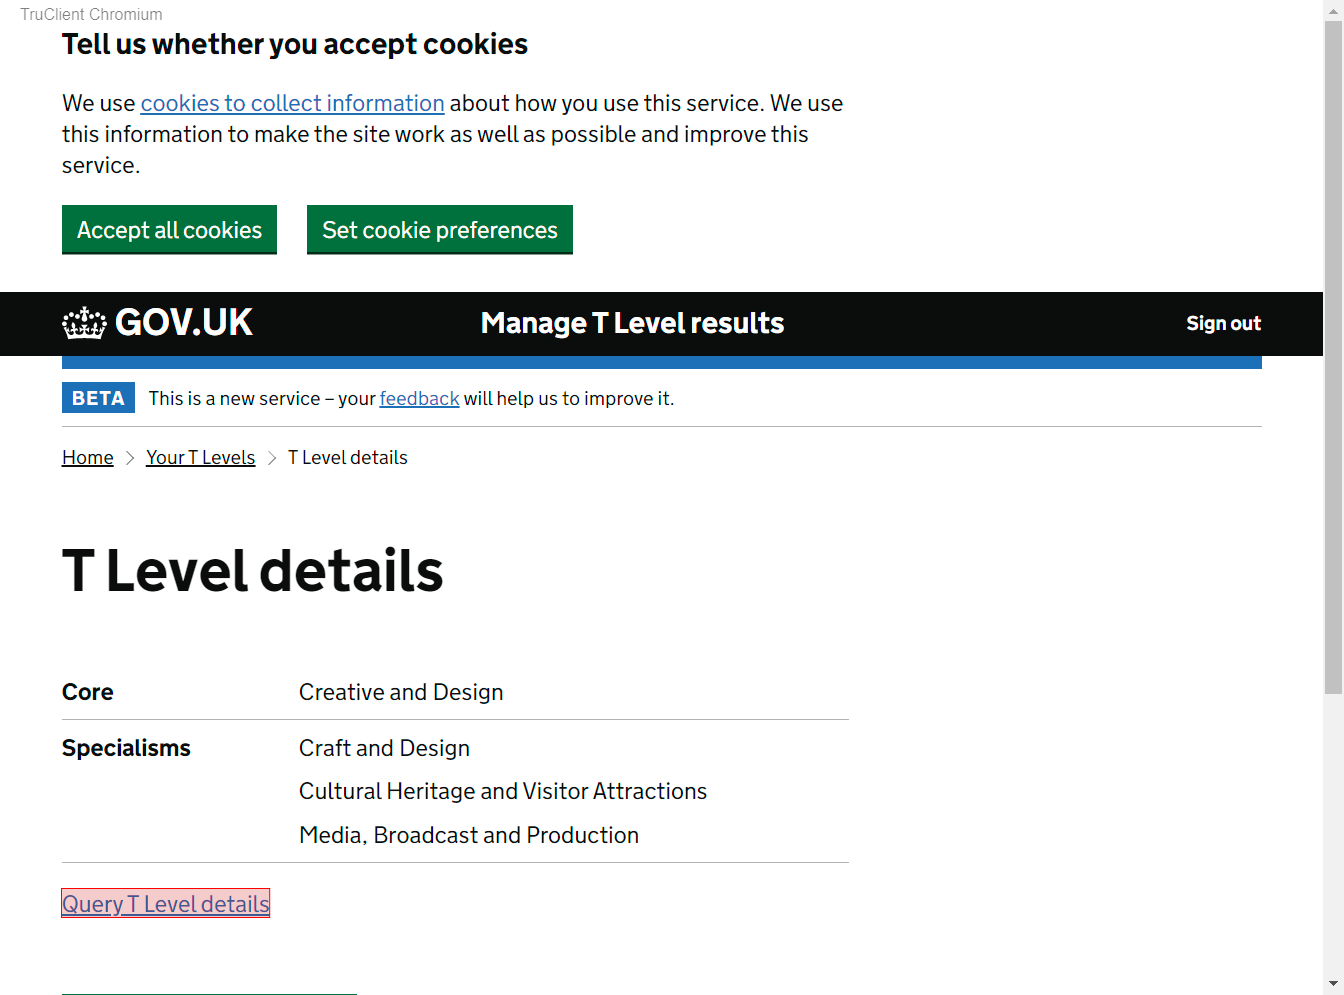 TruClient Chromium
Tell us whether you accept cookies
We use cookies to collect information about how you use this service. We use
this information to make the site work as well as possible and improve this
service.
Accept all cookies Set cookie preferences
GOV.UK Manage T Level results Sign out
BETA This is a new service – your feedback will help us to improve it.
Home Your T Levels T Level details
T Level details
Core Creative and Design
Specialisms Craft and Design
Cultural Heritage and Visitor Attractions
Media, Broadcast and Production
Query T Level details